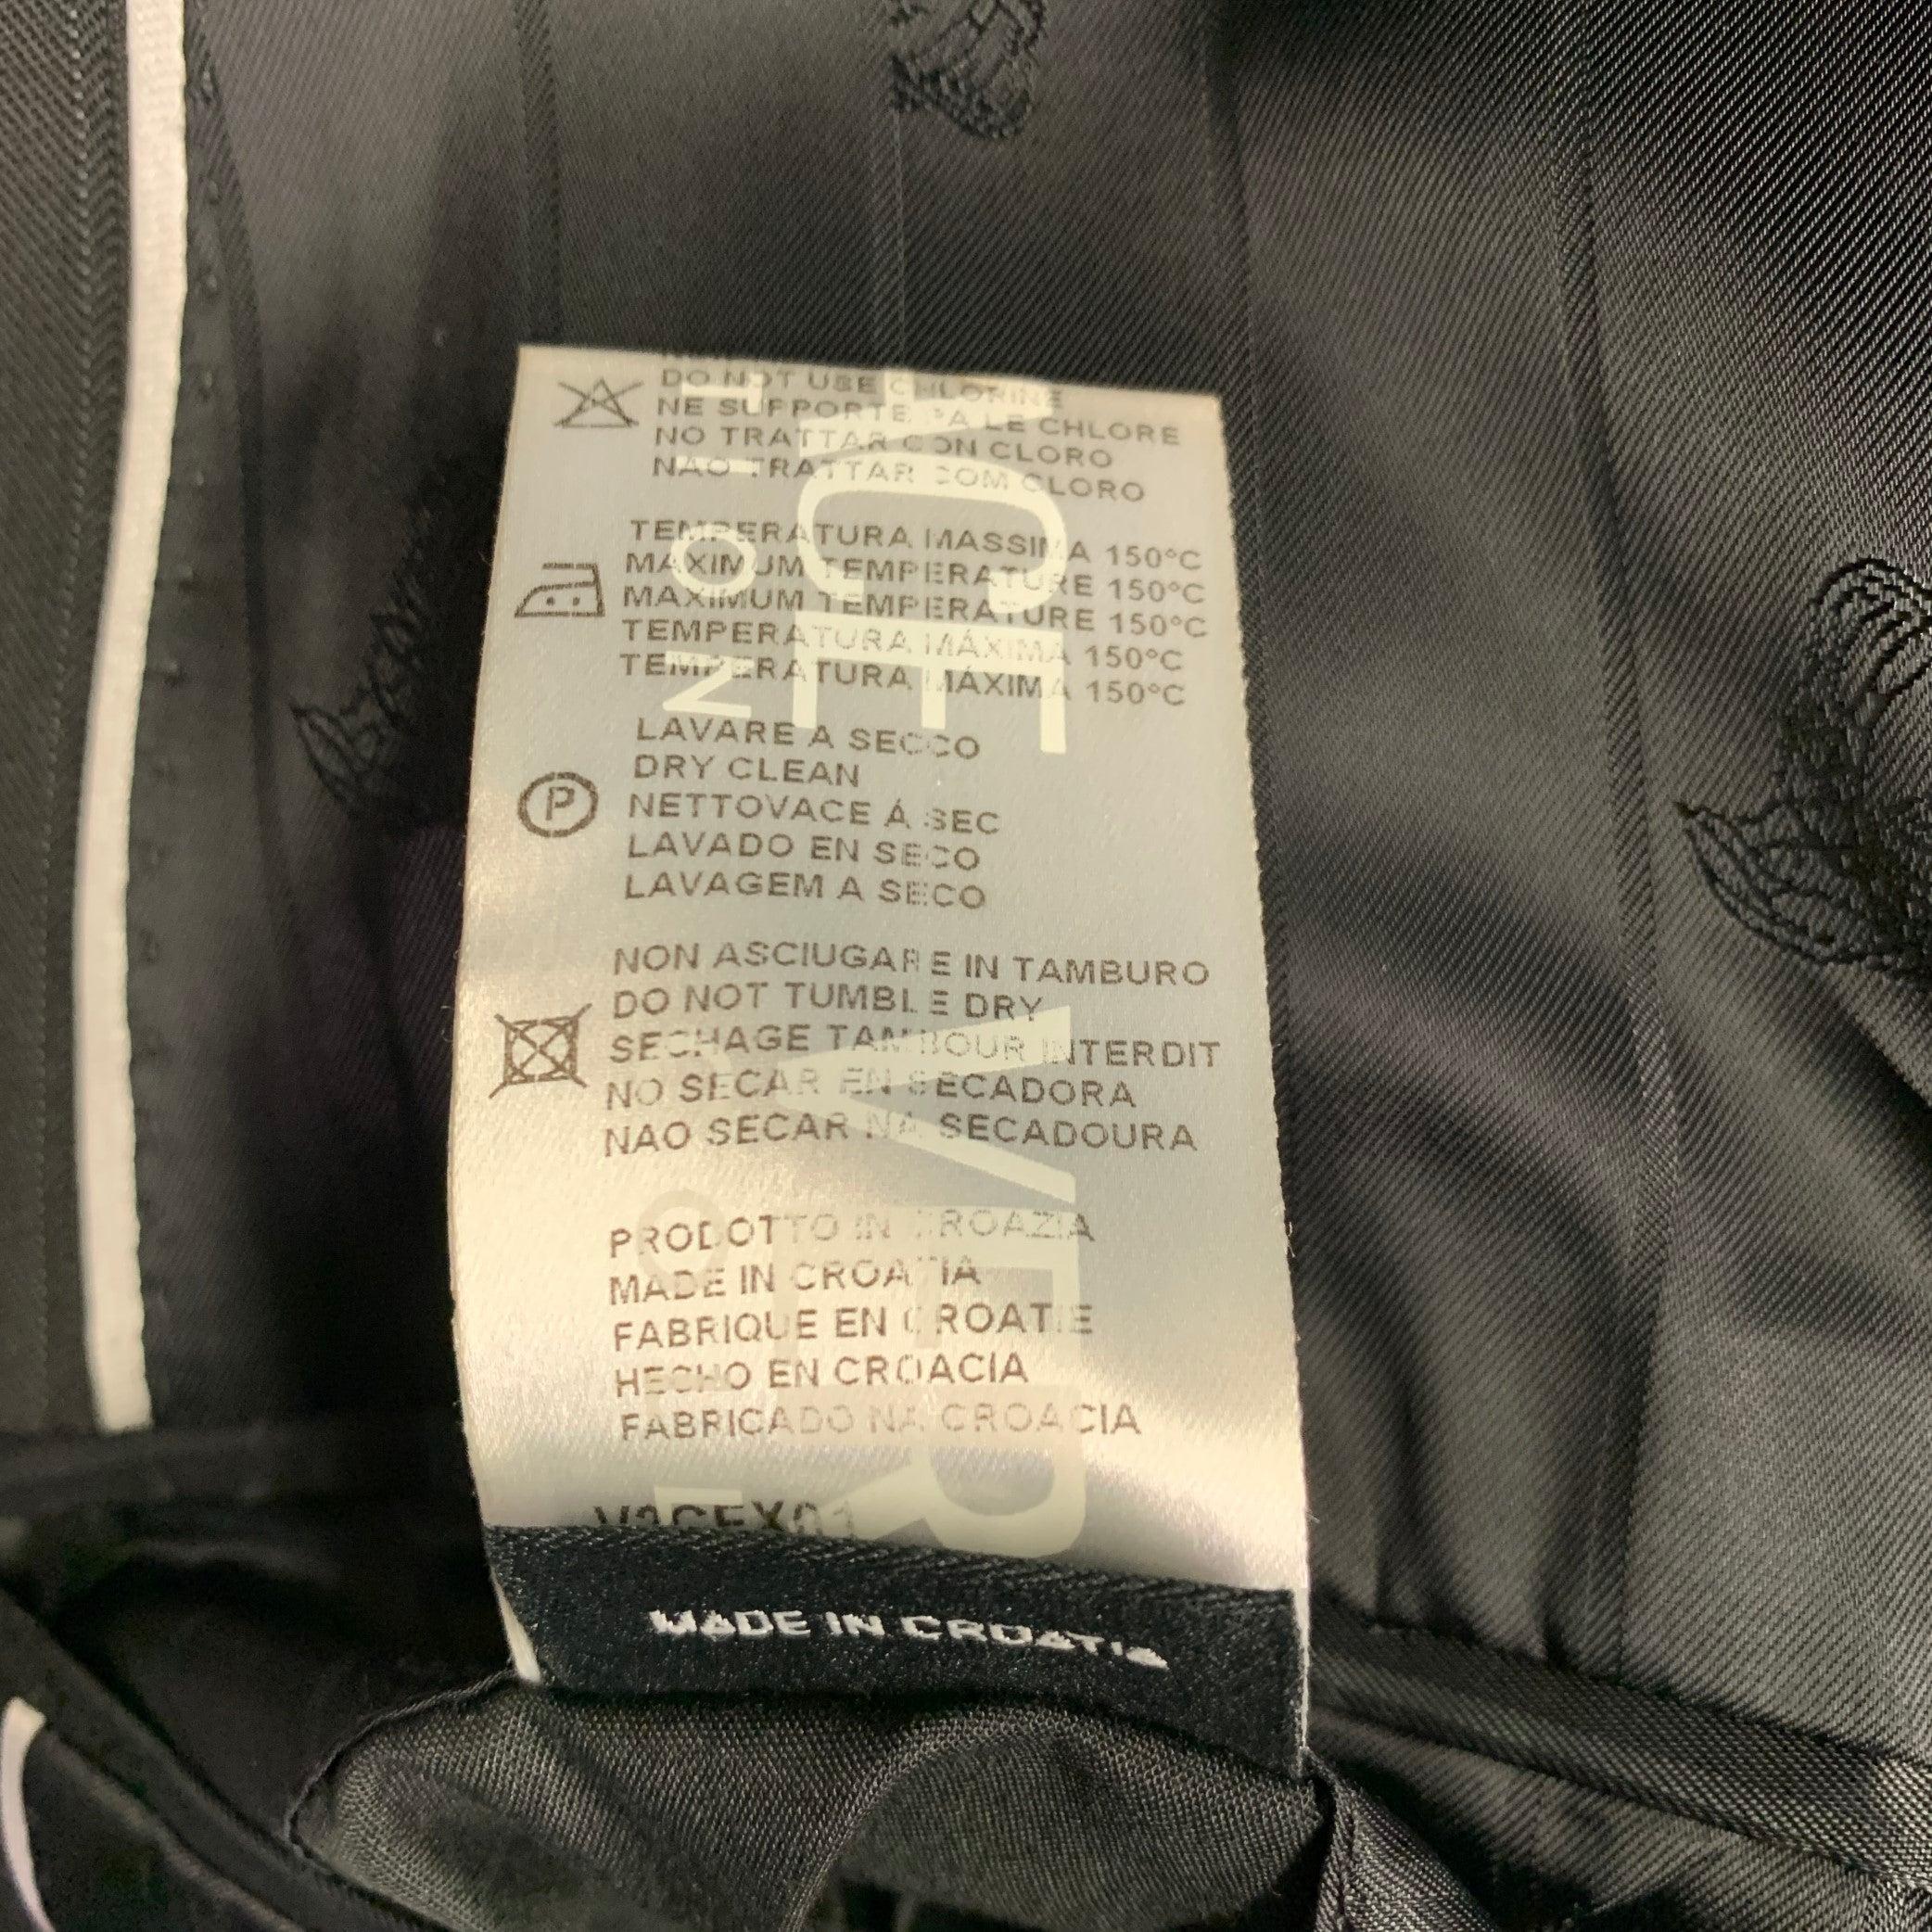 DO NOT USE CHLORINE
NE SUPPORTE PA LE CHLORE
NO TRATTAR CON CLORO
NAO TRATTAR COM CLORO
TEMPERATURA MASSIMA 150°C
MAXIMUM TEMPERATURE 150°C
MAXIMUM TEMPERATURE 150°C
TEMPERATURA MÁXIMA 150°C
TEMPERATURA MÁXIMA 150°C
P
LAVARE A SECCO
DRY CLEAN
NETTOVACE Á SEC
LAVADO EN SECO
LAVAGEM A SECO
NON ASCIUGARE IN TAMBURO
DO NOT TUMBLE DRY
SECHAGE TAMBOUR INTERDIT
NO SECAR EN SECADORA
NAO SECAR NA SECADOURA
PRODOTTO IN CROAZIA
MADE IN CROATIA
FABRIQUE EN CROATIE
HECHO EN CROACIA
FABRICADO NA CROACIA
MADE IN CROATIA